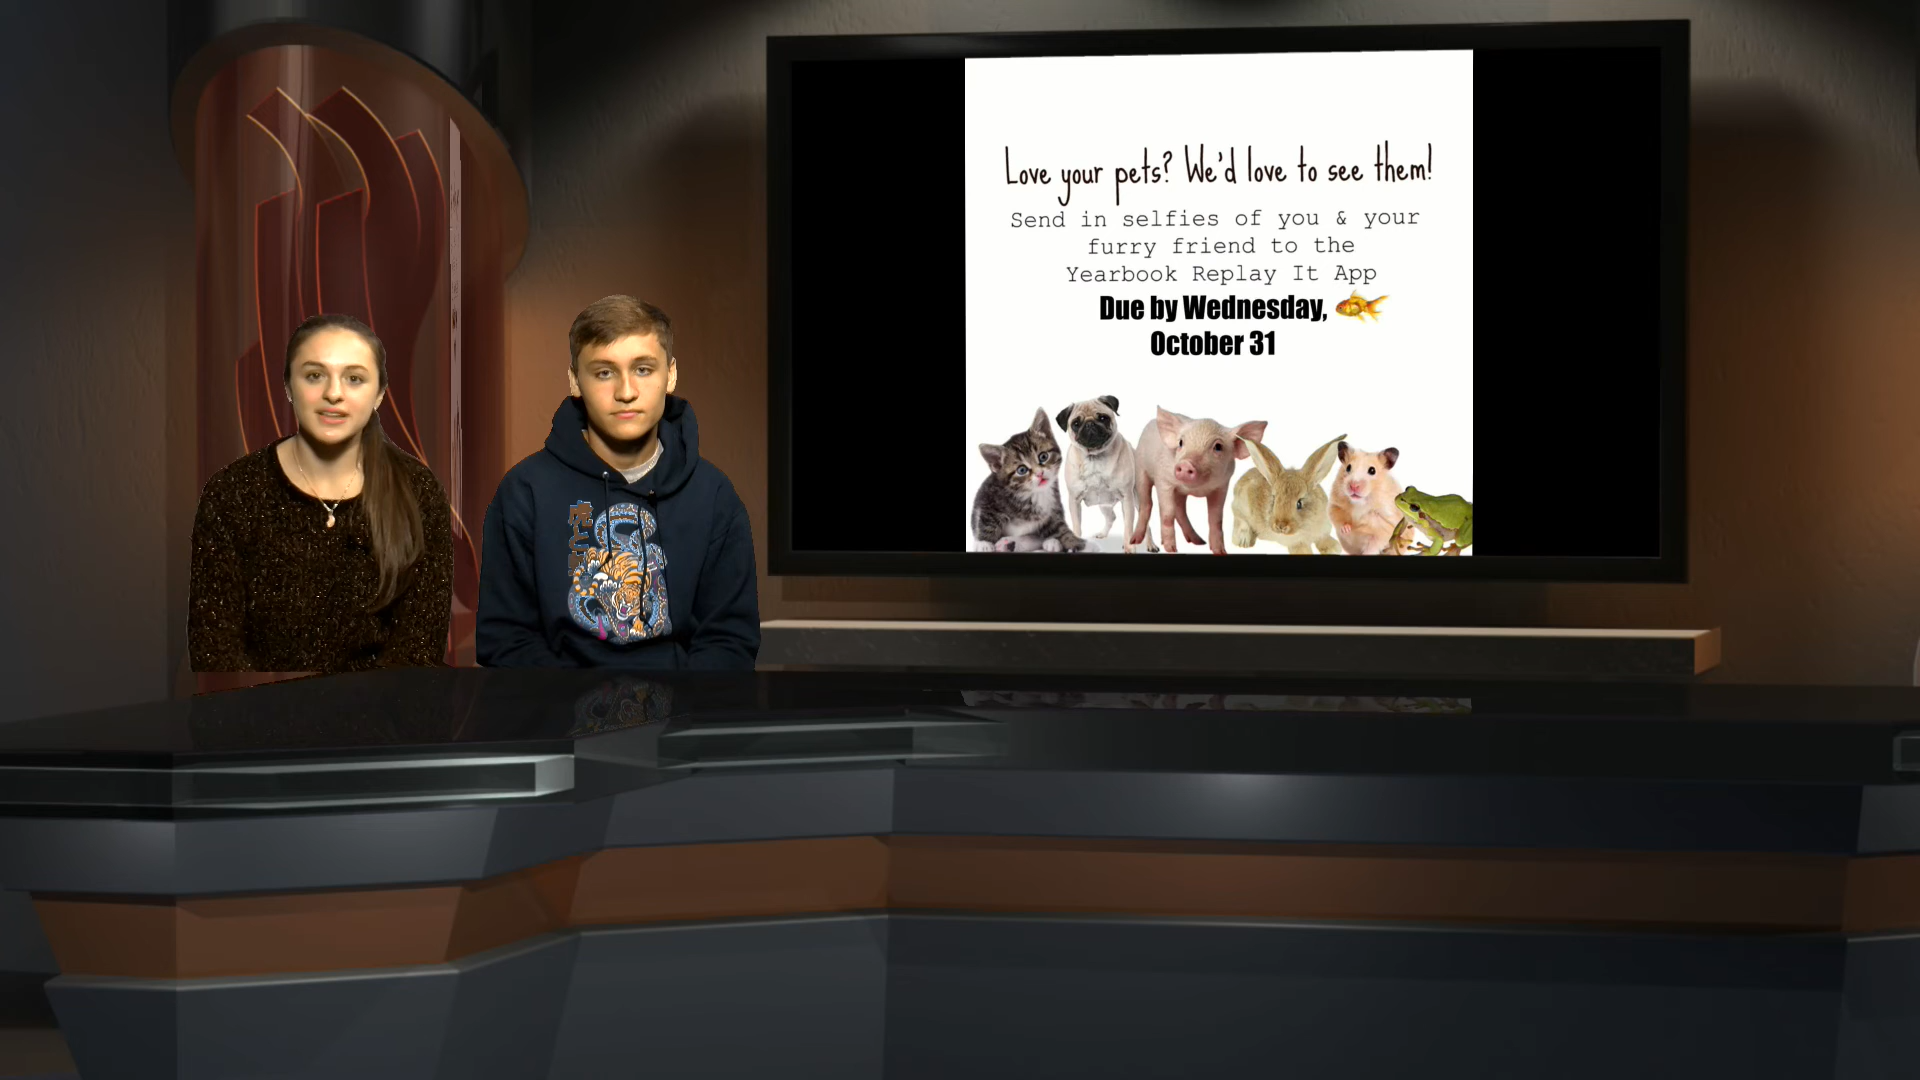 Love your pets? We'd love to see them!
Send in selfies of you & your
furry friend to the
Yearbook Replay It App
Due by Wednesday,
October 31